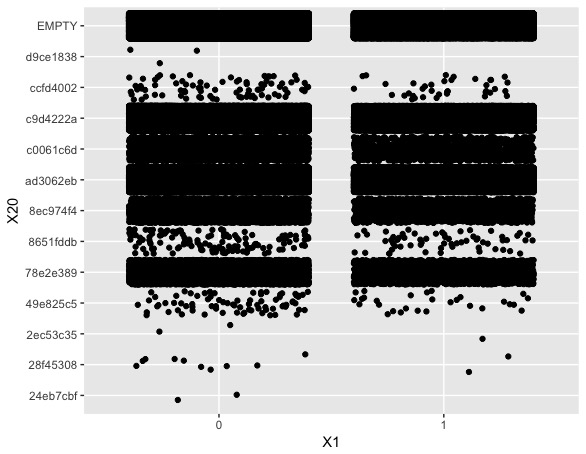 EMPTY
d9ce1838
ccfd4002
c9d4222a
c0061c6d
ad3062eb
8ec974f4
8651fddb
78e2e389
49e825c5
2ec53c35
28f45308
24eb7cbf
X20
0 1
X1